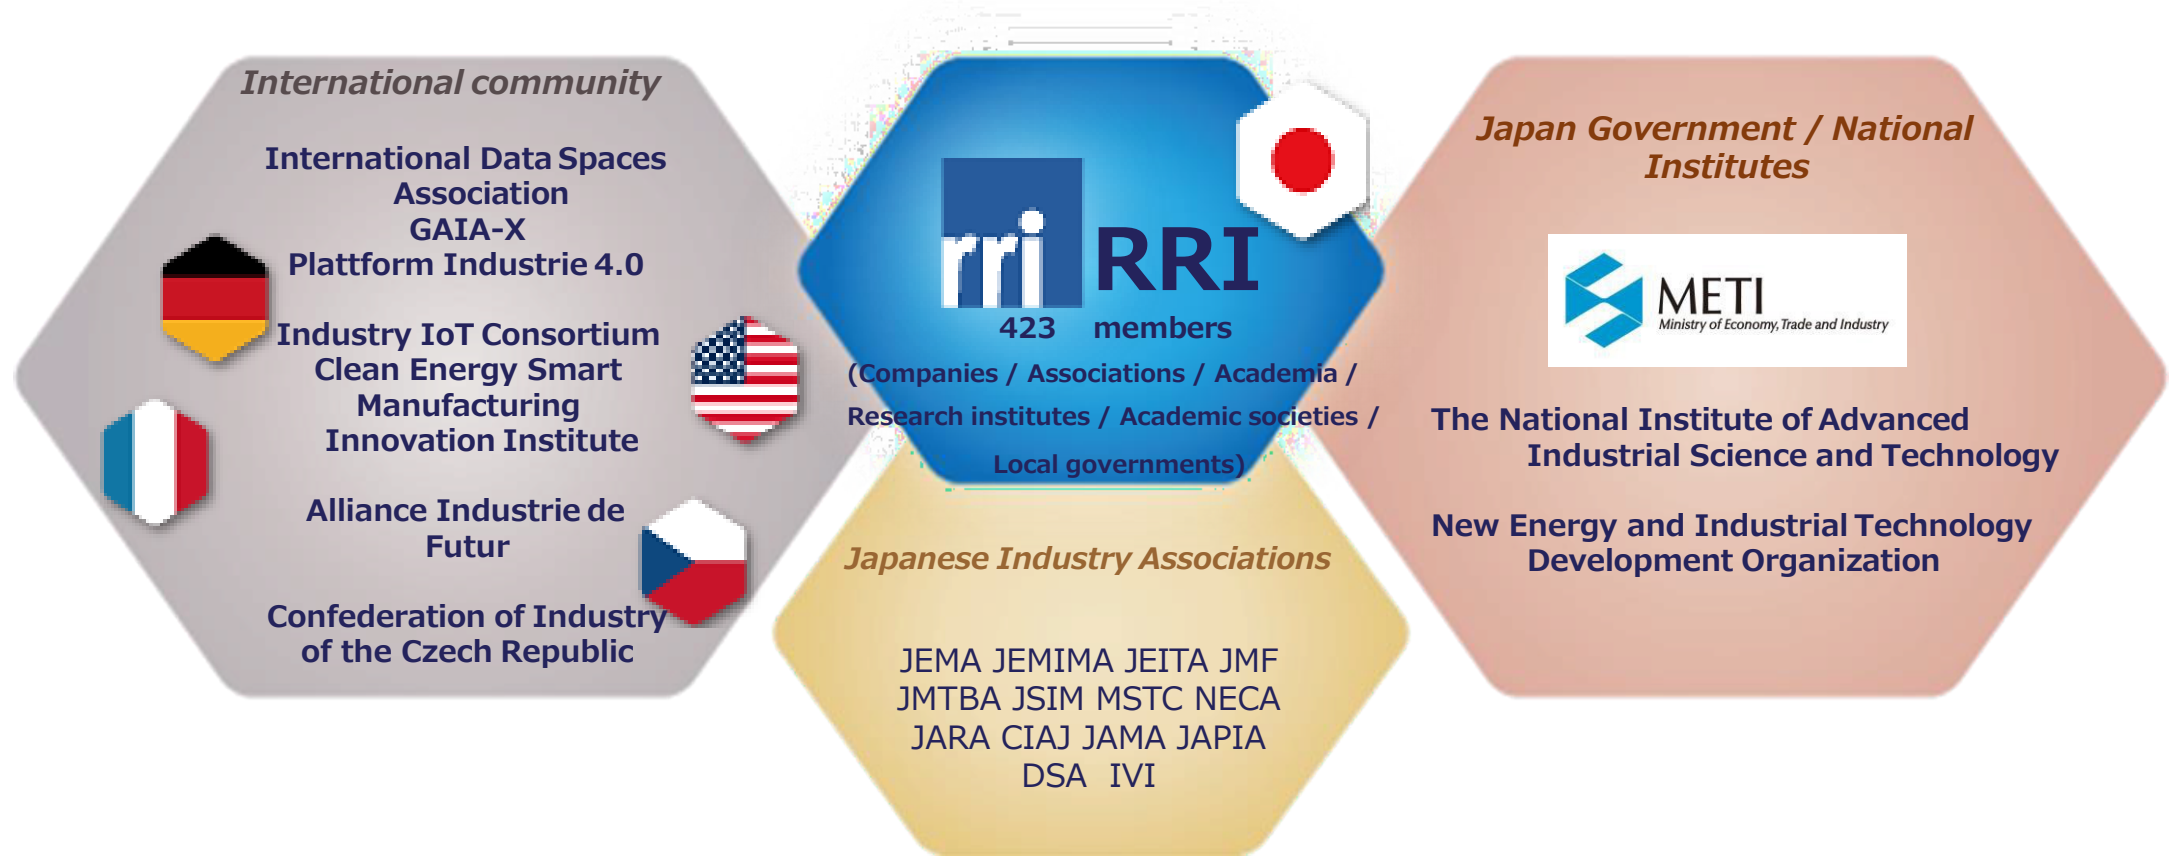 International community
International Data Spaces
Association
GAIA-X
Plattform Industrie 4.0
Industry IoT Consortium
Clean Energy Smart
Manufacturing
Innovation Institute
Alliance Industrie de
Futur
Confederation of Industry
of the Czech Republic
rri RRI
423 members
(Companies / Associations / Academia /
Research institutes / Academic societies /
Local governments)
Japanese Industry Associations
JEMA JEMIMA JEITA JMF
JMTBA JSIM MSTC NECA
JARA CIAJ JAMA JAPIA
DSA IVI
Japan Government / National
Institutes
METI
Ministry of Economy, Trade and Industry
The National Institute of Advanced
Industrial Science and Technology
New Energy and Industrial Technology
Development Organization